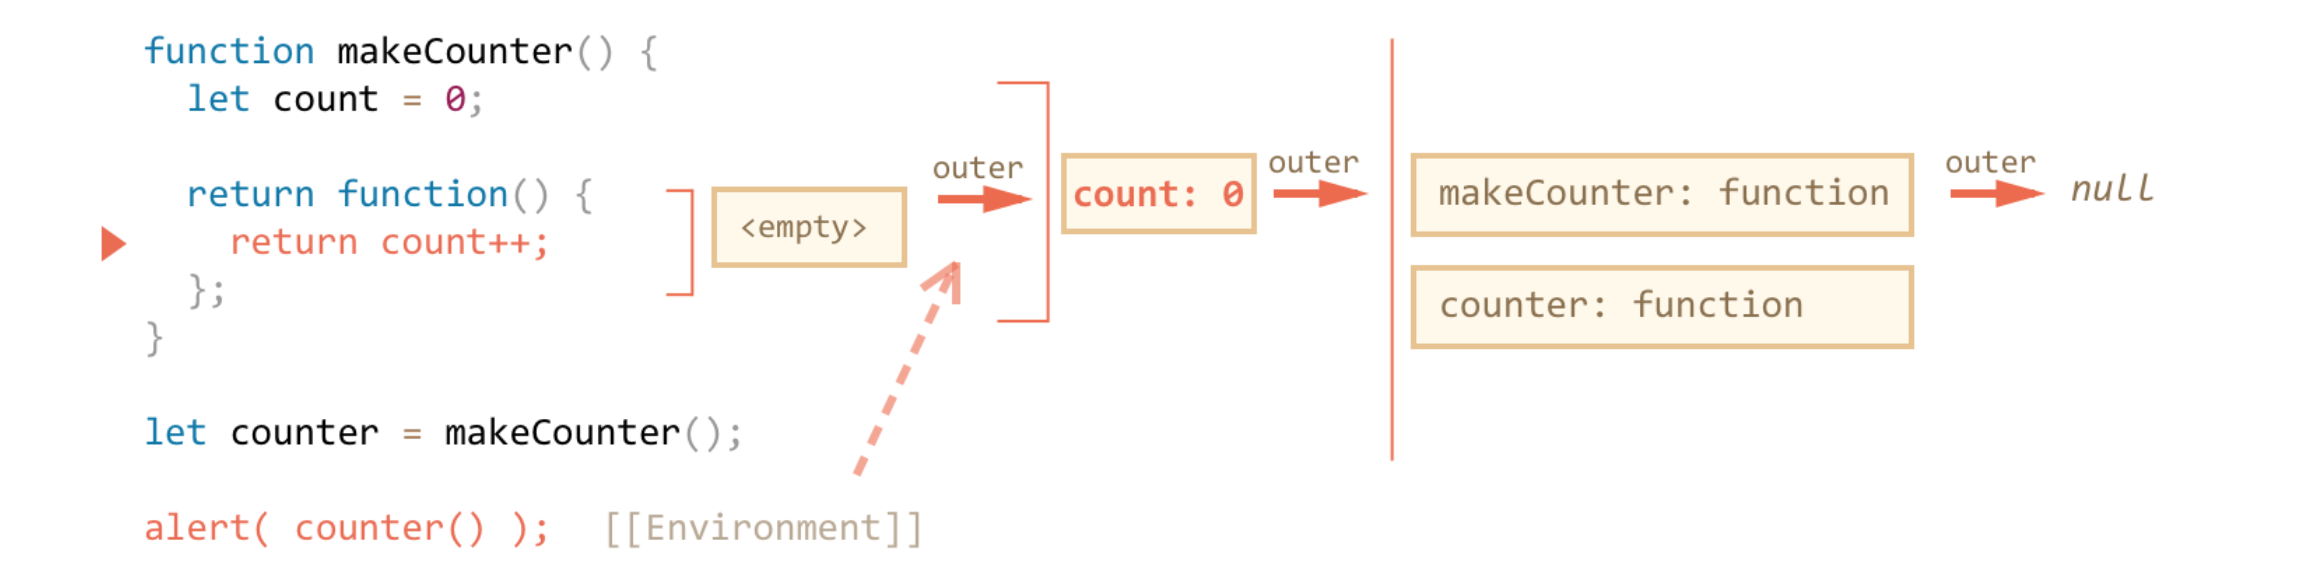 function makeCounter() {
  let count = 0;
  return function() {
    return count++;
  };
}
let counter = makeCounter();
alert( counter() );
[[Environment]]
<empty>
outer
count: 0
outer
makeCounter: function
counter: function
outer
null